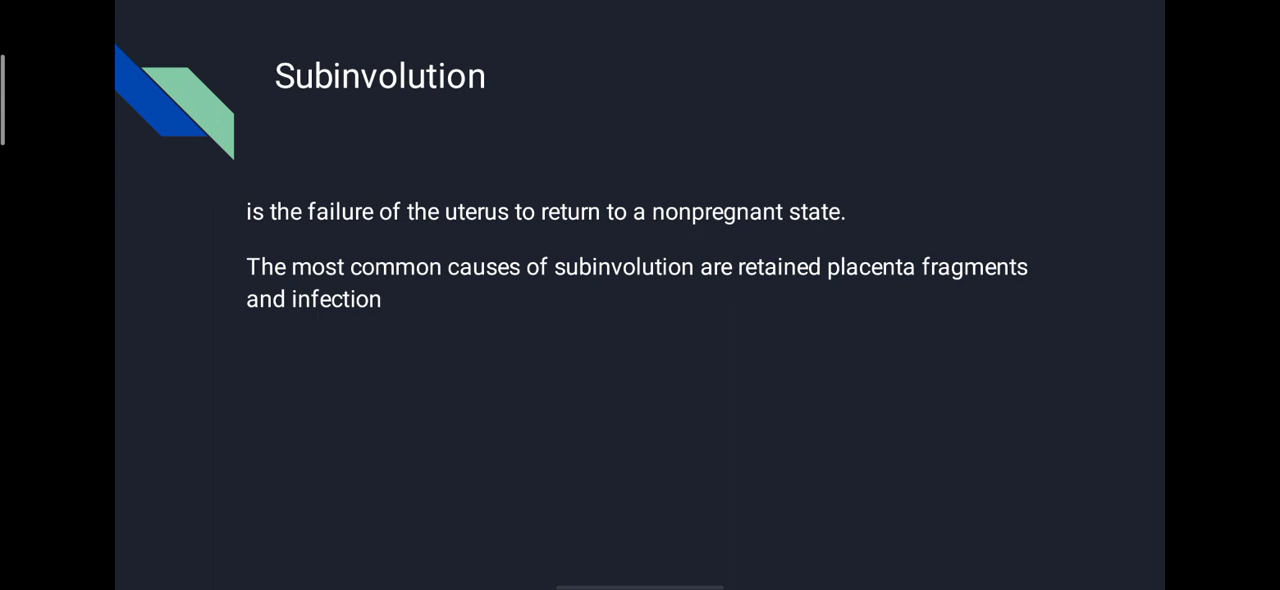 Subinvolution
is the failure of the uterus to return to a nonpregnant state.
The most common causes of subinvolution are retained placenta fragments
and infection